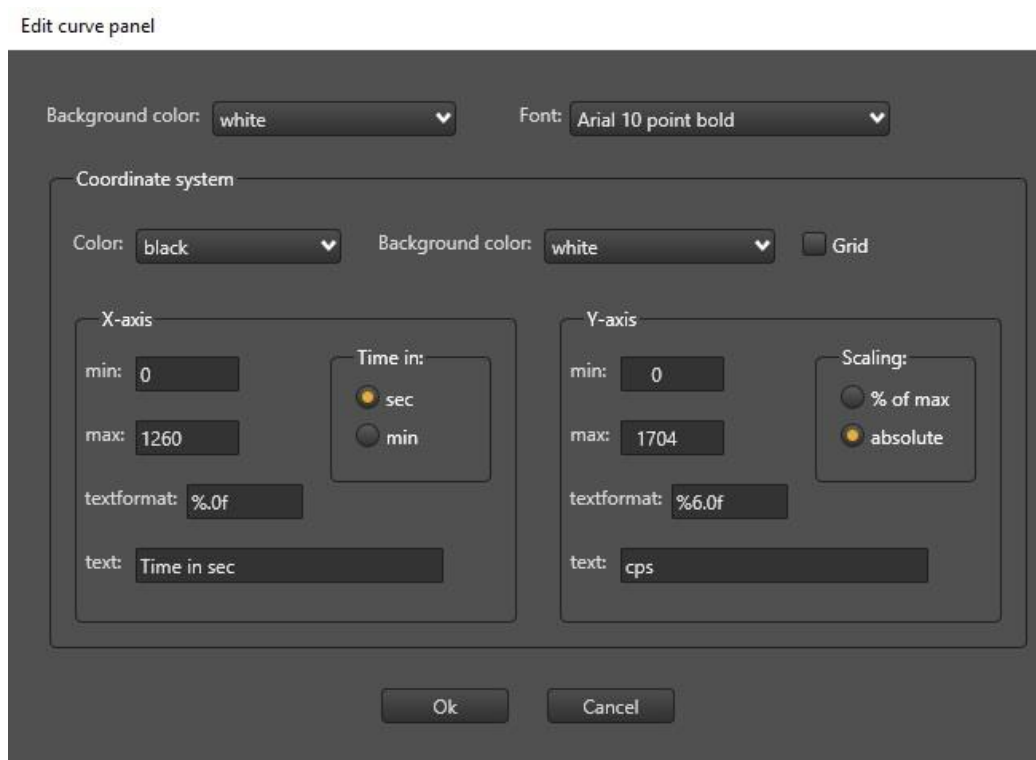 Edit curve panel
Background color: white Font: Arial 10 point bold
Coordinate system
Color: black Background color: white Grid
X-axis Y-axis
min: 0 Time in: min: 0 Scaling:
sec % of max
max: 1260 min max: 1704 absolute
textformat: %.0f textformat: %6.0f
text: Time in sec text: cps
Ok Cancel